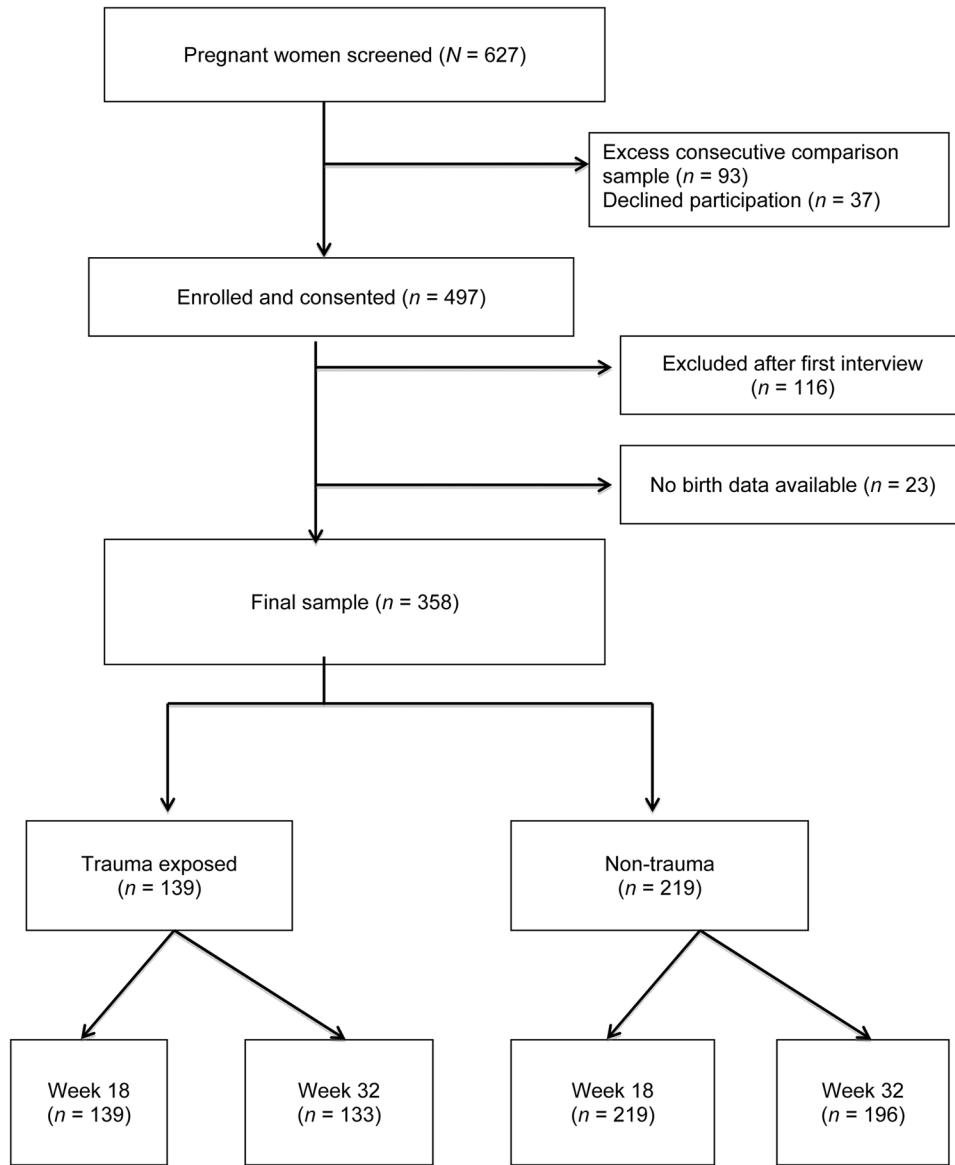 Pregnant women screened (N = 627)
Excess consecutive comparison
sample (n = 93)
Declined participation (n = 37)
Enrolled and consented (n = 497)
Excluded after first interview
(n = 116)
No birth data available (n = 23)
Final sample (n = 358)
Trauma exposed
(n = 139)
Non-trauma
(n = 219)
Week 18
(n = 139)
Week 32
(n = 133)
Week 18
(n = 219)
Week 32
(n = 196)